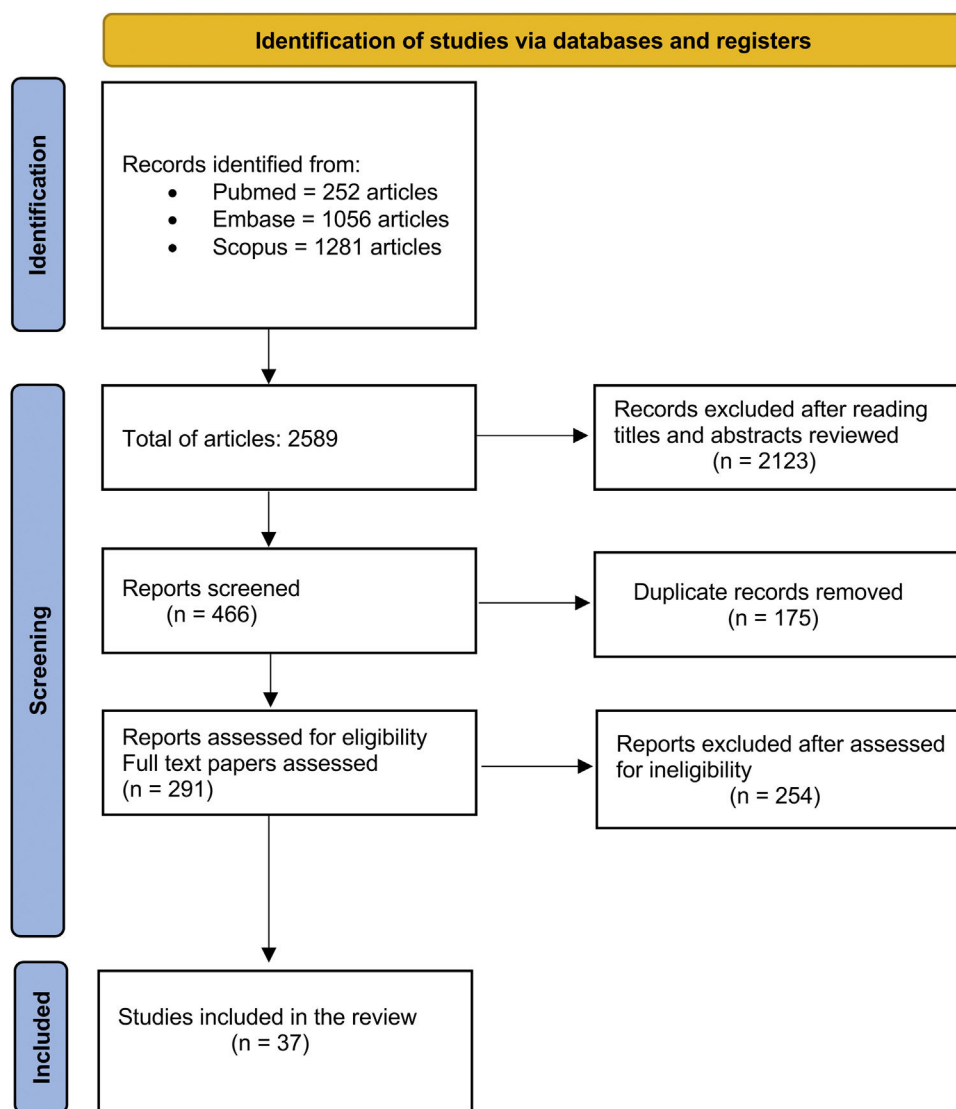 Identification of studies via databases and registers
Identification
Records identified from:
• Pubmed = 252 articles
• Embase = 1056 articles
• Scopus = 1281 articles
Screening
Total of articles: 2589
Records excluded after reading
titles and abstracts reviewed
(n = 2123)
Reports screened
(n = 466)
Duplicate records removed
(n = 175)
Reports assessed for eligibility
Full text papers assessed
(n = 291)
Reports excluded after assessed
for ineligibility
(n = 254)
Included
Studies included in the review
(n = 37)